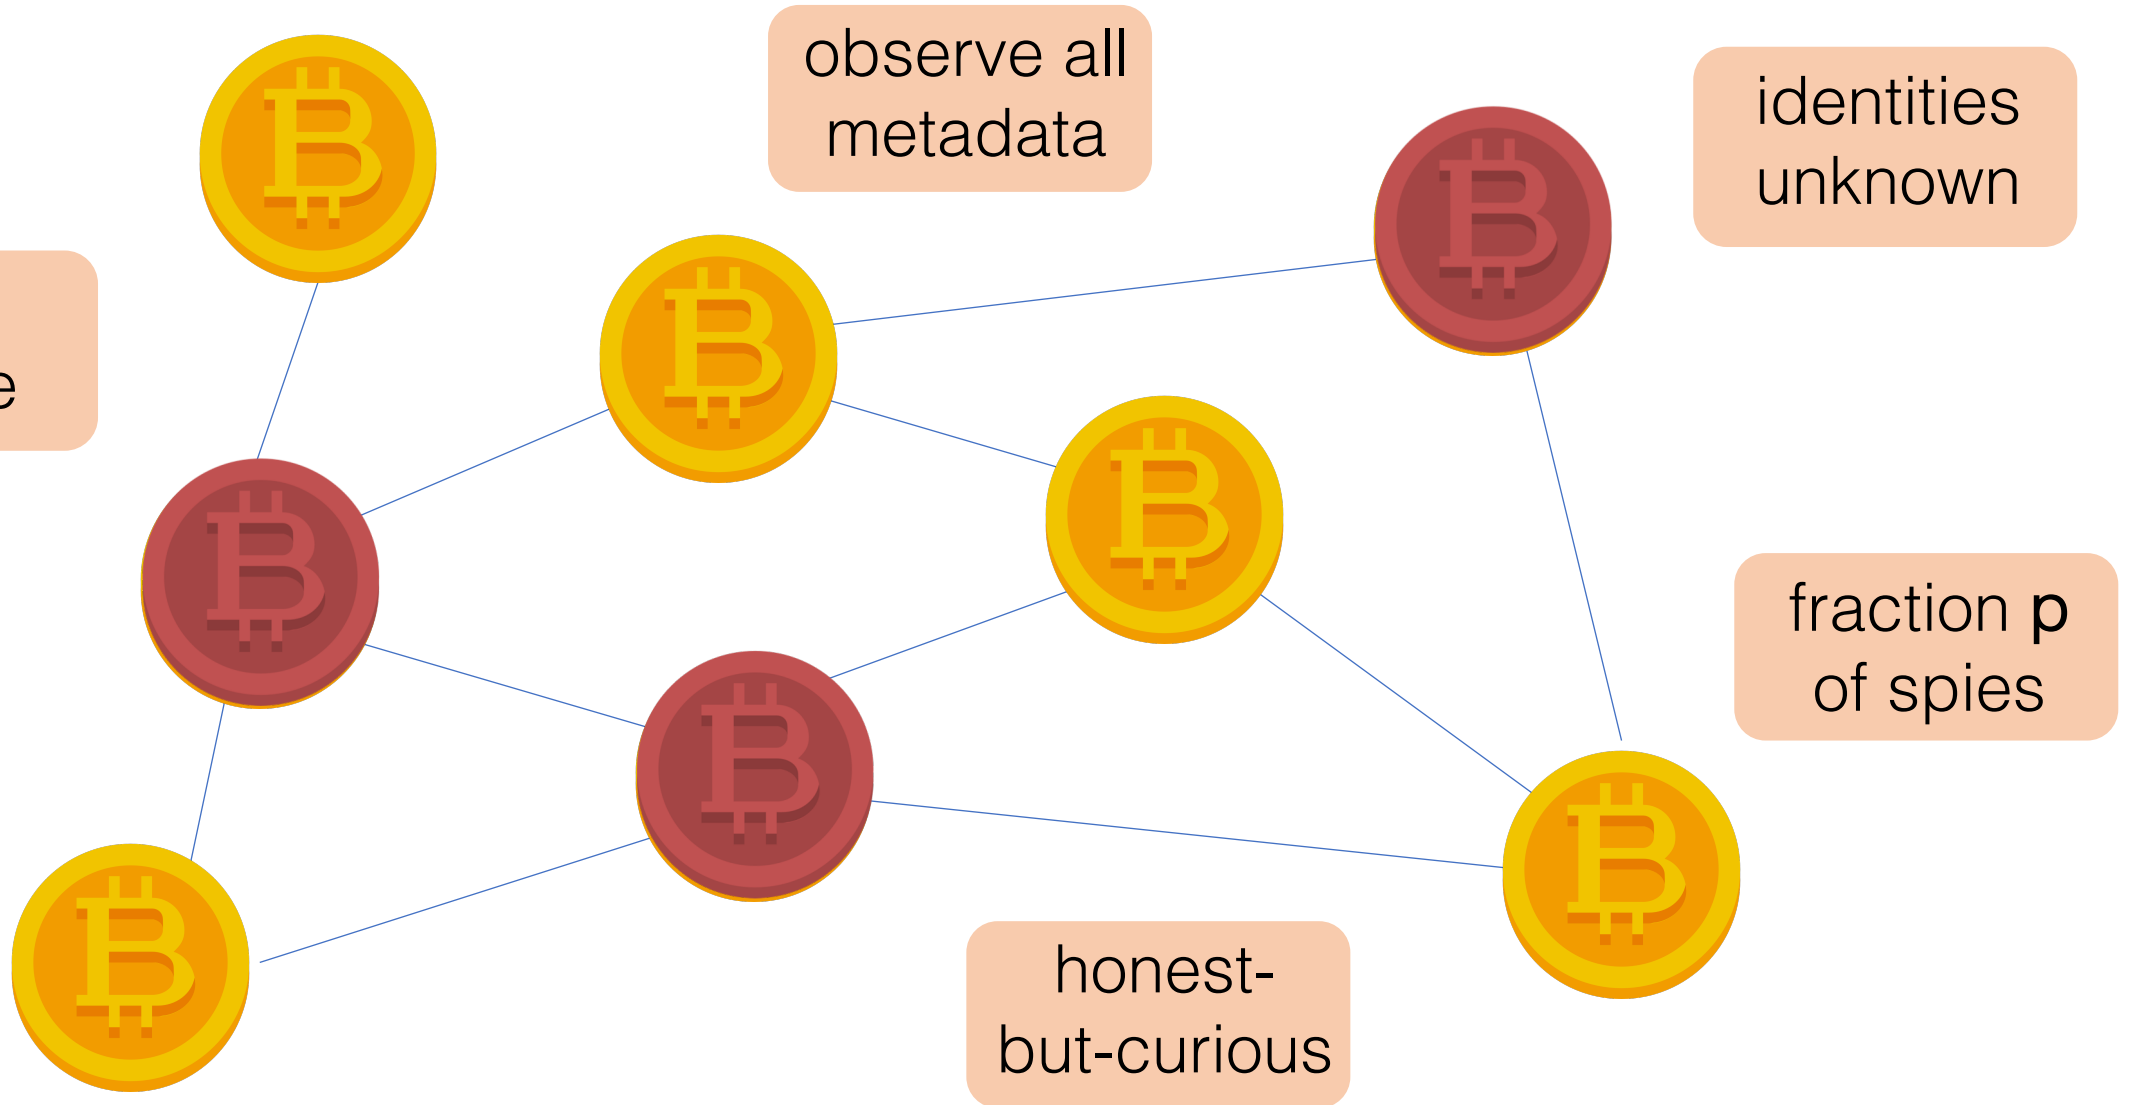 observe all
metadata
identities
unknown
fraction p
of spies
honest-
but-curious